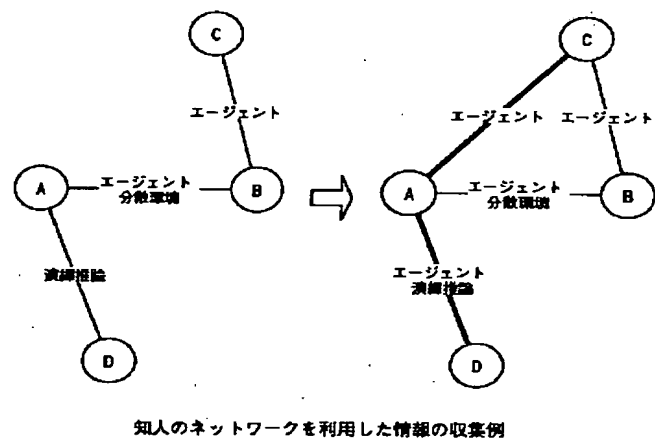 C
エージェント
A
エージェント
分散環境
B
演繹推論
D
C
エージェント
エージェント
A
エージェント
分散環境
B
エージェント
演繹推論
D
知人のネットワークを利用した情報の収集例